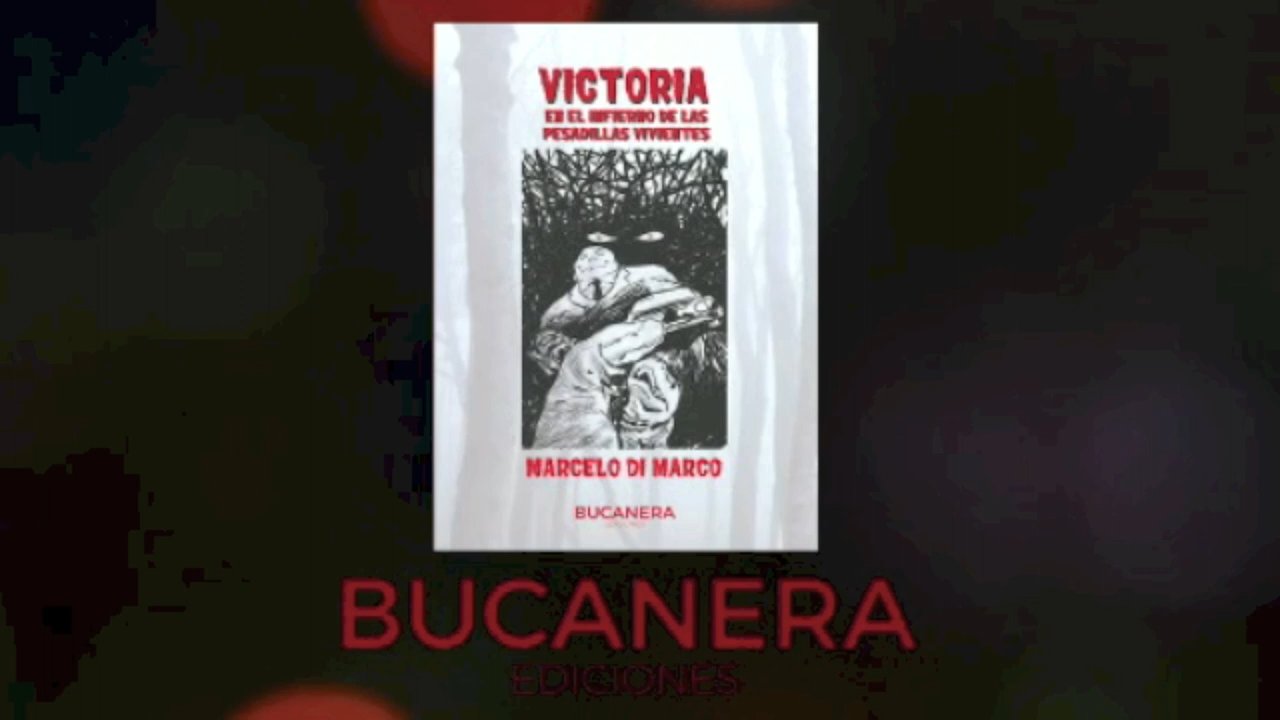 VICTORIA
EN EL INFIERNO DE LAS
PESADILLAS VIVIENTES
MARCELO DI MARCO
BUCANERA
BUCANERA
EDICIONES